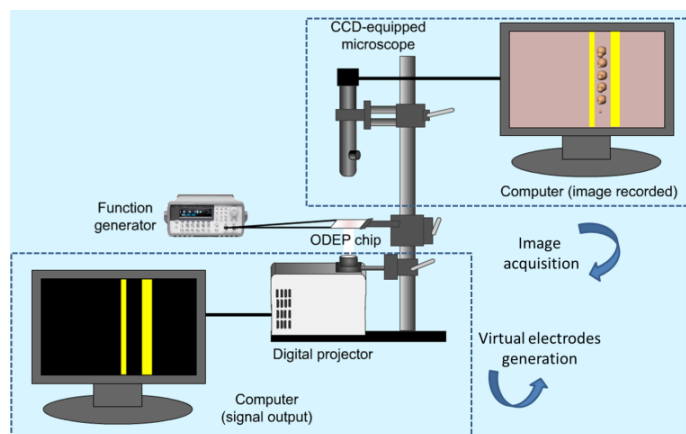 CCD-equipped
microscope
Computer (image recorded)
Function
generator
ODEP chip
Image
acquisition
Digital projector
Virtual electrodes
generation
Computer
(signal output)